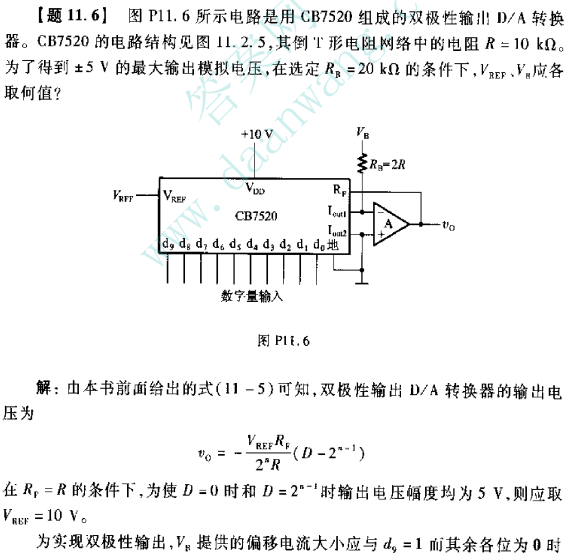 【题 11.6】 图 P11.6 所示电路是用 CB7520 组成的双极性输出 D/A 转换
器。CB7520 的电路结构见图 11.2.5,其倒 T 形电阻网络中的电阻 R = 10 kΩ。
为了得到 ±5 V 的最大输出模拟电压,在选定 R_B = 20 kΩ 的条件下,V_REF、V_B应各
取何值?
答案网
www.daanwang.c
+10 V
V_B
R_B=2R
V_REF
V_REF
V_DD
R_F
CB7520
I_out1
I_out2
−
+
A
v_O
d_9 d_8 d_7 d_6 d_5 d_4 d_3 d_2 d_1 d_0 地
数字量输入
图 P11.6
解: 由本书前面给出的式(11-5)可知,双极性输出 D/A 转换器的输出电
压为
v_O = - V_REF R_F / 2^n R (D - 2^{n-1})
在 R_F = R 的条件下,为使 D = 0 时和 D = 2^{n-1}时输出电压幅度均为 5 V,则应取
V_REF = 10 V。
为实现双极性输出,V_B 提供的偏移电流大小应与 d_9 = 1 而其余各位为 0 时